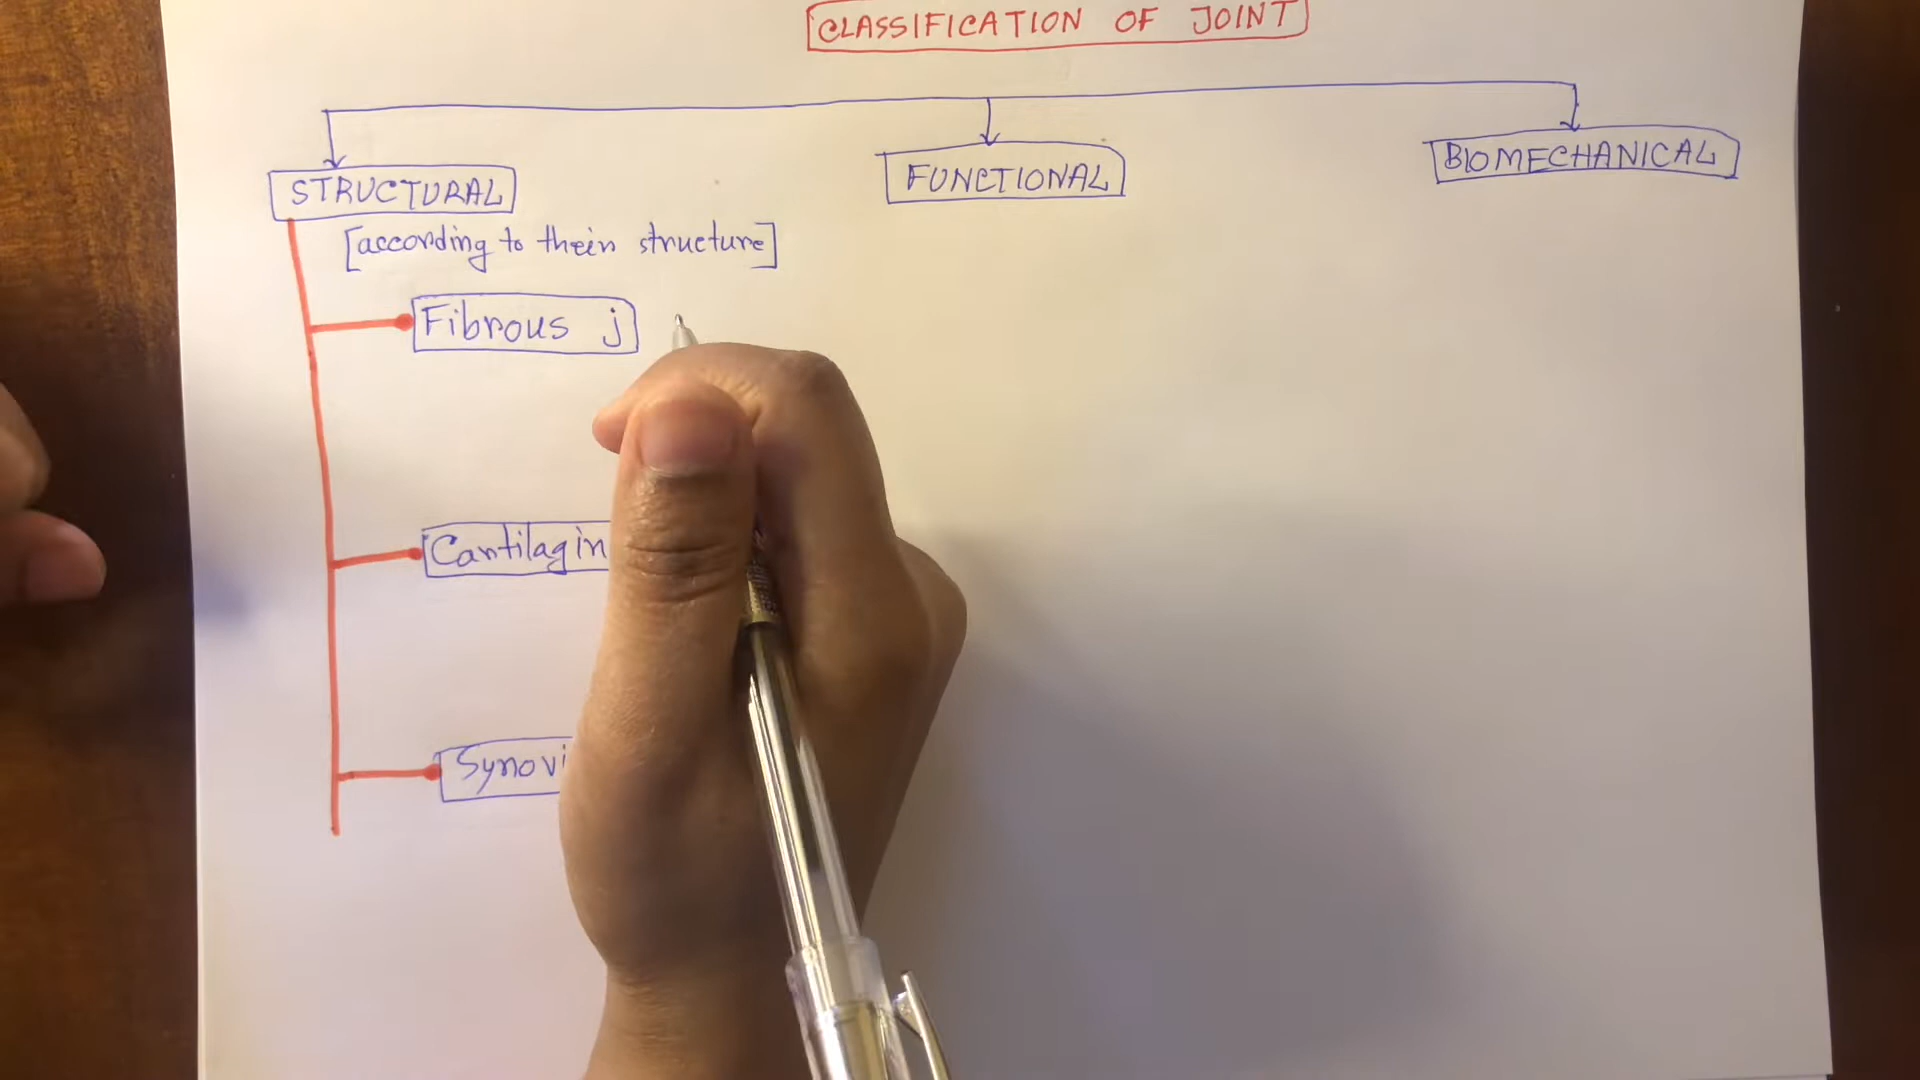 CLASSIFICATION OF JOINT
STRUCTURAL
FUNCTIONAL
BIOMECHANICAL
[according to their structure]
Fibrous j
Cartilagin
Synovi